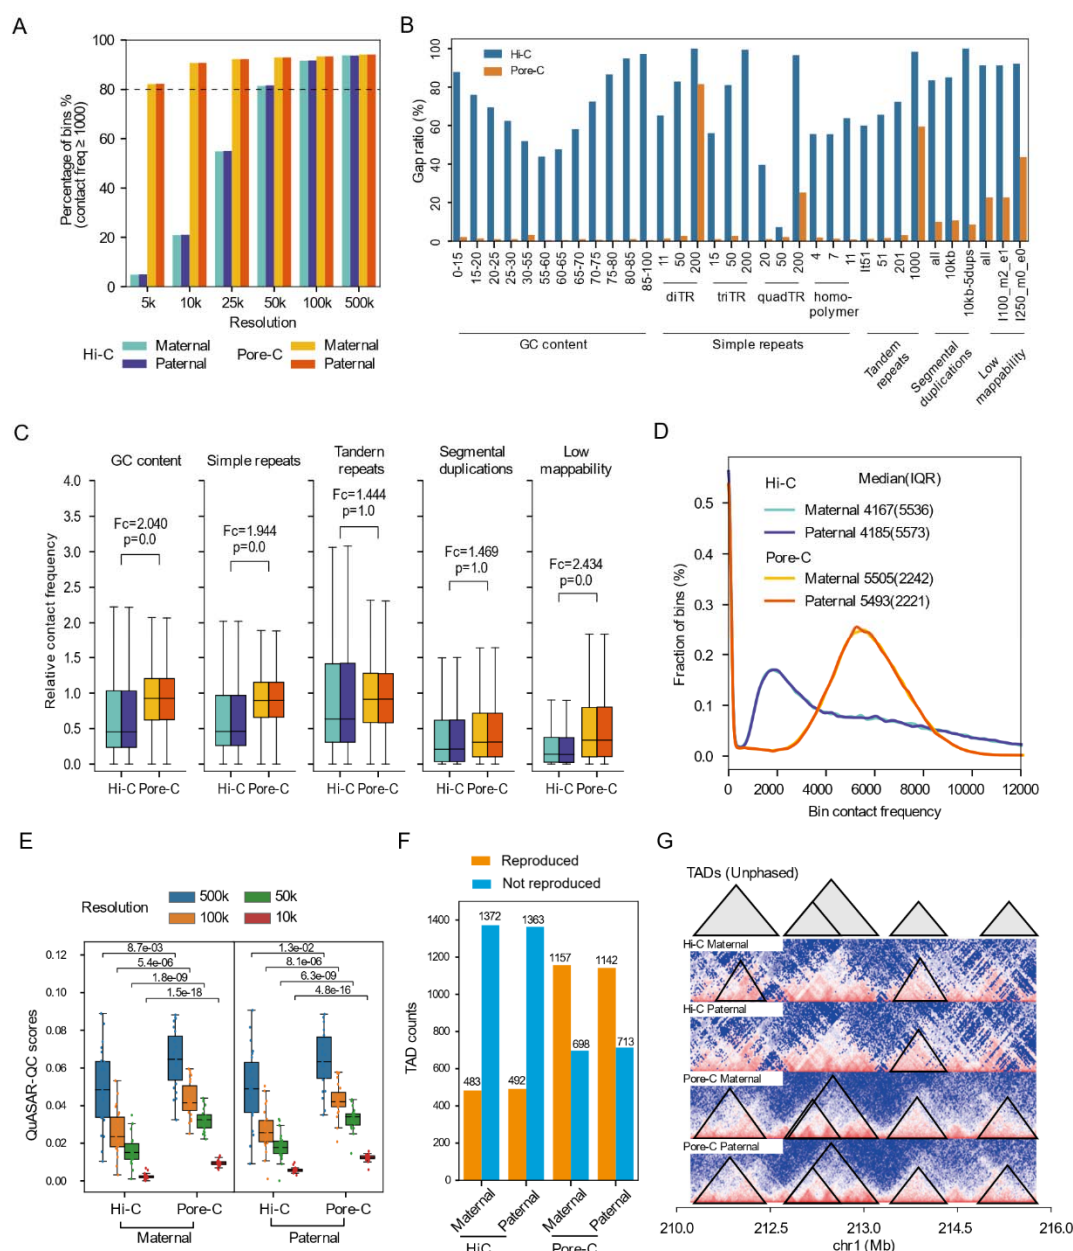 A
Percentage of bins %
(contact freq ≥ 1000)
100
80
60
40
20
0
5k 10k 25k 50k 100k 500k
Resolution
Hi-C Maternal Paternal
Pore-C Maternal Paternal
B
Hi-C
Pore-C
Gap ratio (%)
100
80
60
40
20
0
0-15 15-20 20-25 25-30 30-55 55-60 60-65 65-70 70-75 75-80 80-85 85-100
11 50 200 15 50 200 20 50 200 4 7 11
lt51 51 201 1000 all 10kb 10kb-5dups all l100_m2_e1 l250_m0_e0
diTR triTR quadTR homo-
polymer
GC content
Simple repeats
Tandem
repeats
Segmental
duplications
Low
mappability
C
GC content
Simple repeats
Tandern
repeats
Segmental
duplications
Low
mappability
Relative contact frequency
4.0
3.5
3.0
2.5
2.0
1.5
1.0
0.5
0.0
Fc=2.040
p=0.0
Fc=1.944
p=0.0
Fc=1.444
p=1.0
Fc=1.469
p=1.0
Fc=2.434
p=0.0
Hi-C Pore-C Hi-C Pore-C Hi-C Pore-C Hi-C Pore-C Hi-C Pore-C
D
Median(IQR)
Hi-C
Maternal 4167(5536)
Paternal 4185(5573)
Pore-C
Maternal 5505(2242)
Paternal 5493(2221)
Fraction of bins (%)
0.5
0.4
0.3
0.2
0.1
0.0
0 2000 4000 6000 8000 10000 12000
Bin contact frequency
E
Resolution
500k 50k
100k 10k
QuASAR-QC scores
0.12
0.10
0.08
0.06
0.04
0.02
0.00
8.7e-03
5.4e-06
1.8e-09
1.5e-18
1.3e-02
8.1e-06
6.3e-09
4.8e-16
Hi-C Pore-C Hi-C Pore-C
Maternal Paternal
F
Reproduced
Not reproduced
TAD counts
1400
1200
1000
800
600
400
200
0
483 1372 492 1363 1157 698 1142 713
Maternal Paternal Maternal Paternal
HiC Pore-C
G
TADs (Unphased)
Hi-C Maternal
Hi-C Paternal
Pore-C Maternal
Pore-C Paternal
210.0 212.5 213.0 214.5 216.0
chr1 (Mb)